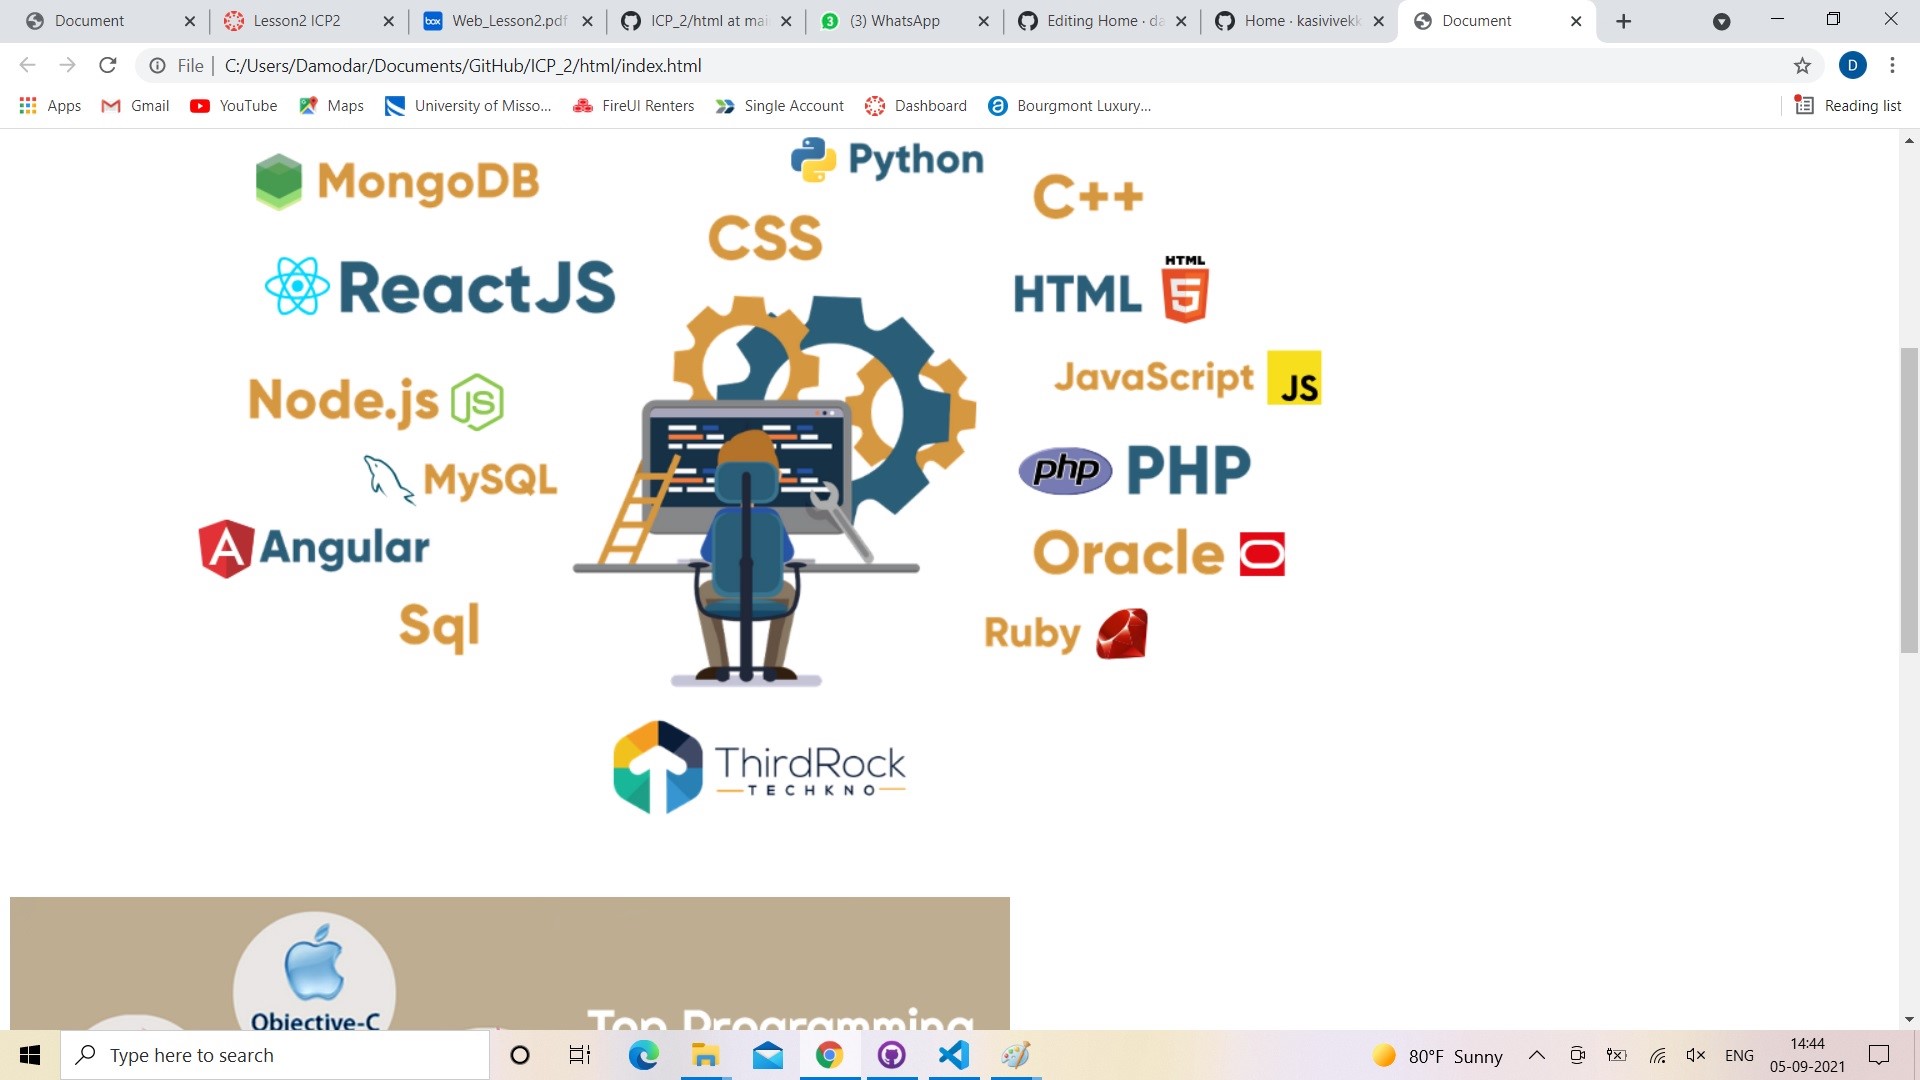 Document
Lesson2 ICP2
box
Web_Lesson2.pdf
ICP_2/html at mai
3
(3) WhatsApp
Editing Home · da
Home · kasivivekk
Document
File
C:/Users/Damodar/Documents/GitHub/ICP_2/html/index.html
D
Apps
Gmail
YouTube
Maps
University of Misso...
FireUI Renters
Single Account
Dashboard
Bourgmont Luxury...
Reading list
MongoDB
Python
C++
CSS
ReactJS
HTML
HTML
5
Node.js
JS
JavaScript
JS
MySQL
php
PHP
A
Angular
Oracle
Sql
Ruby
ThirdRock
TECHKNO
Objective-C
Top Programming
Type here to search
80°F Sunny
ENG
14:44
05-09-2021